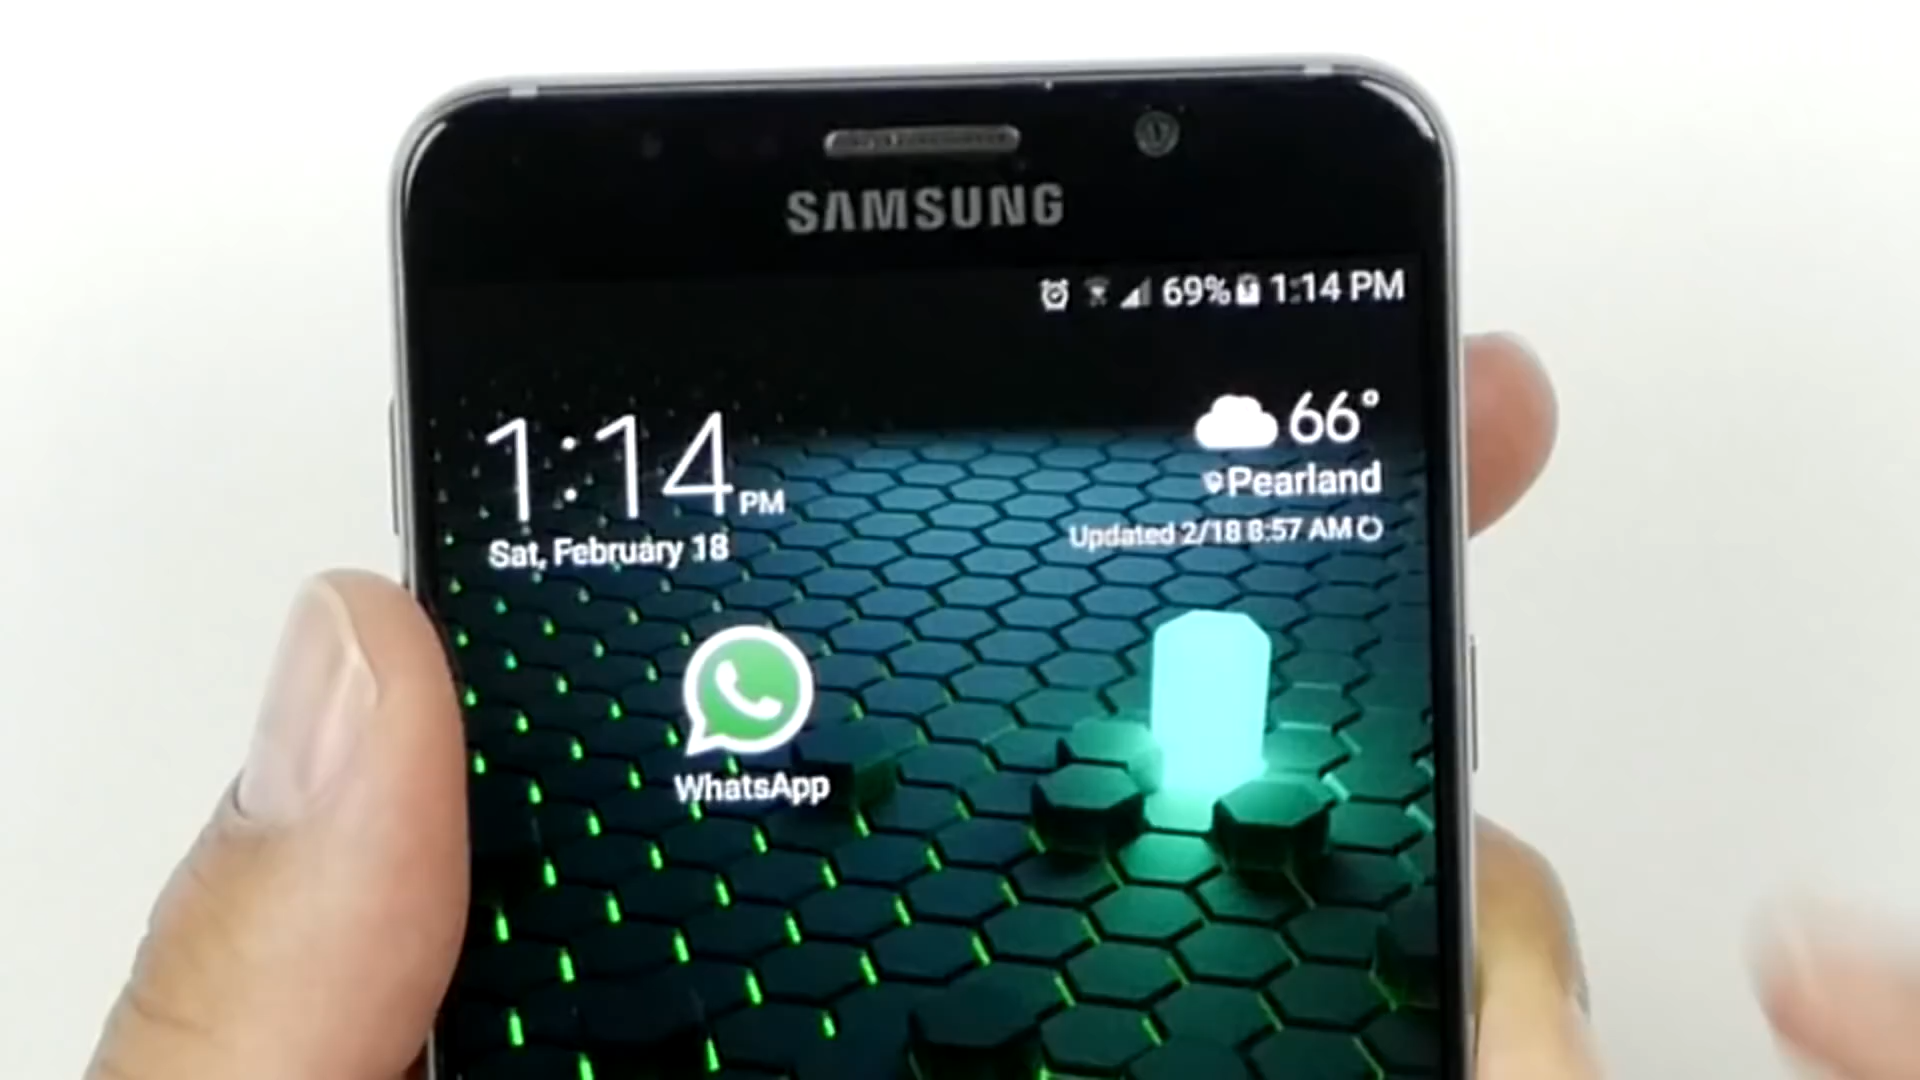 SAMSUNG
69% 1:14 PM
1:14 PM
Sat, February 18
66°
Pearland
Updated 2/18 8:57 AM
WhatsApp